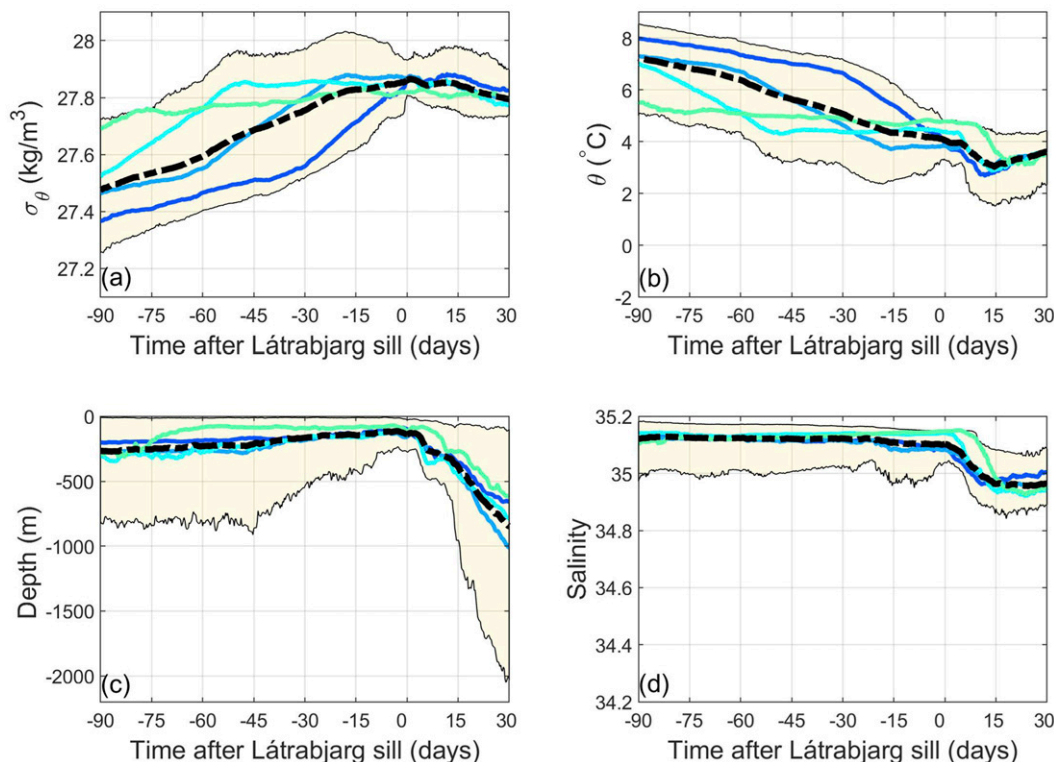 28
27.8
27.6
27.4
27.2
σθ (kg/m³)
(a)
-90 -75 -60 -45 -30 -15 0 15 30
Time after Látrabjarg sill (days)
8
6
4
2
0
-2
θ (°C)
(b)
-90 -75 -60 -45 -30 -15 0 15 30
Time after Látrabjarg sill (days)
0
-500
-1000
-1500
-2000
Depth (m)
(c)
-90 -75 -60 -45 -30 -15 0 15 30
Time after Látrabjarg sill (days)
35.2
35
34.8
34.6
34.4
34.2
Salinity
(d)
-90 -75 -60 -45 -30 -15 0 15 30
Time after Látrabjarg sill (days)